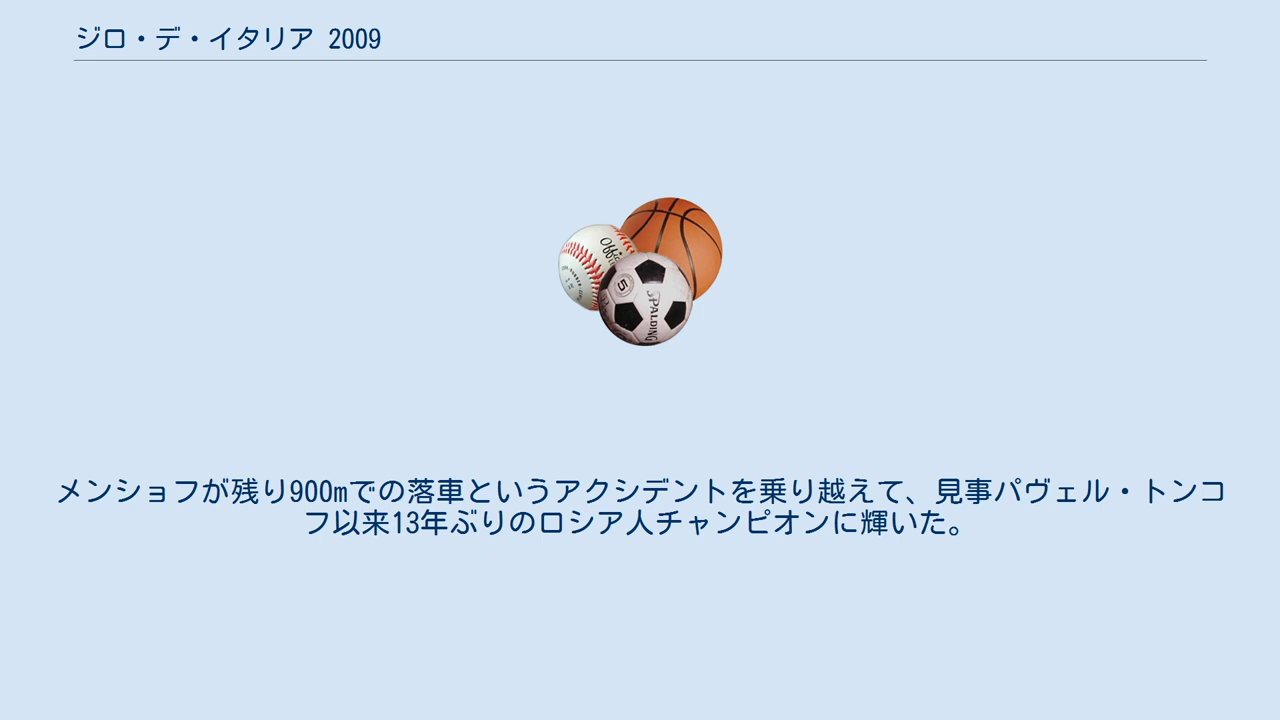 ジロ・デ・イタリア 2009
Offic
5
SPALDING
メンショフが残り900mでの落車というアクシデントを乗り越えて、見事パヴェル・トンコ
フ以来13年ぶりのロシア人チャンピオンに輝いた。